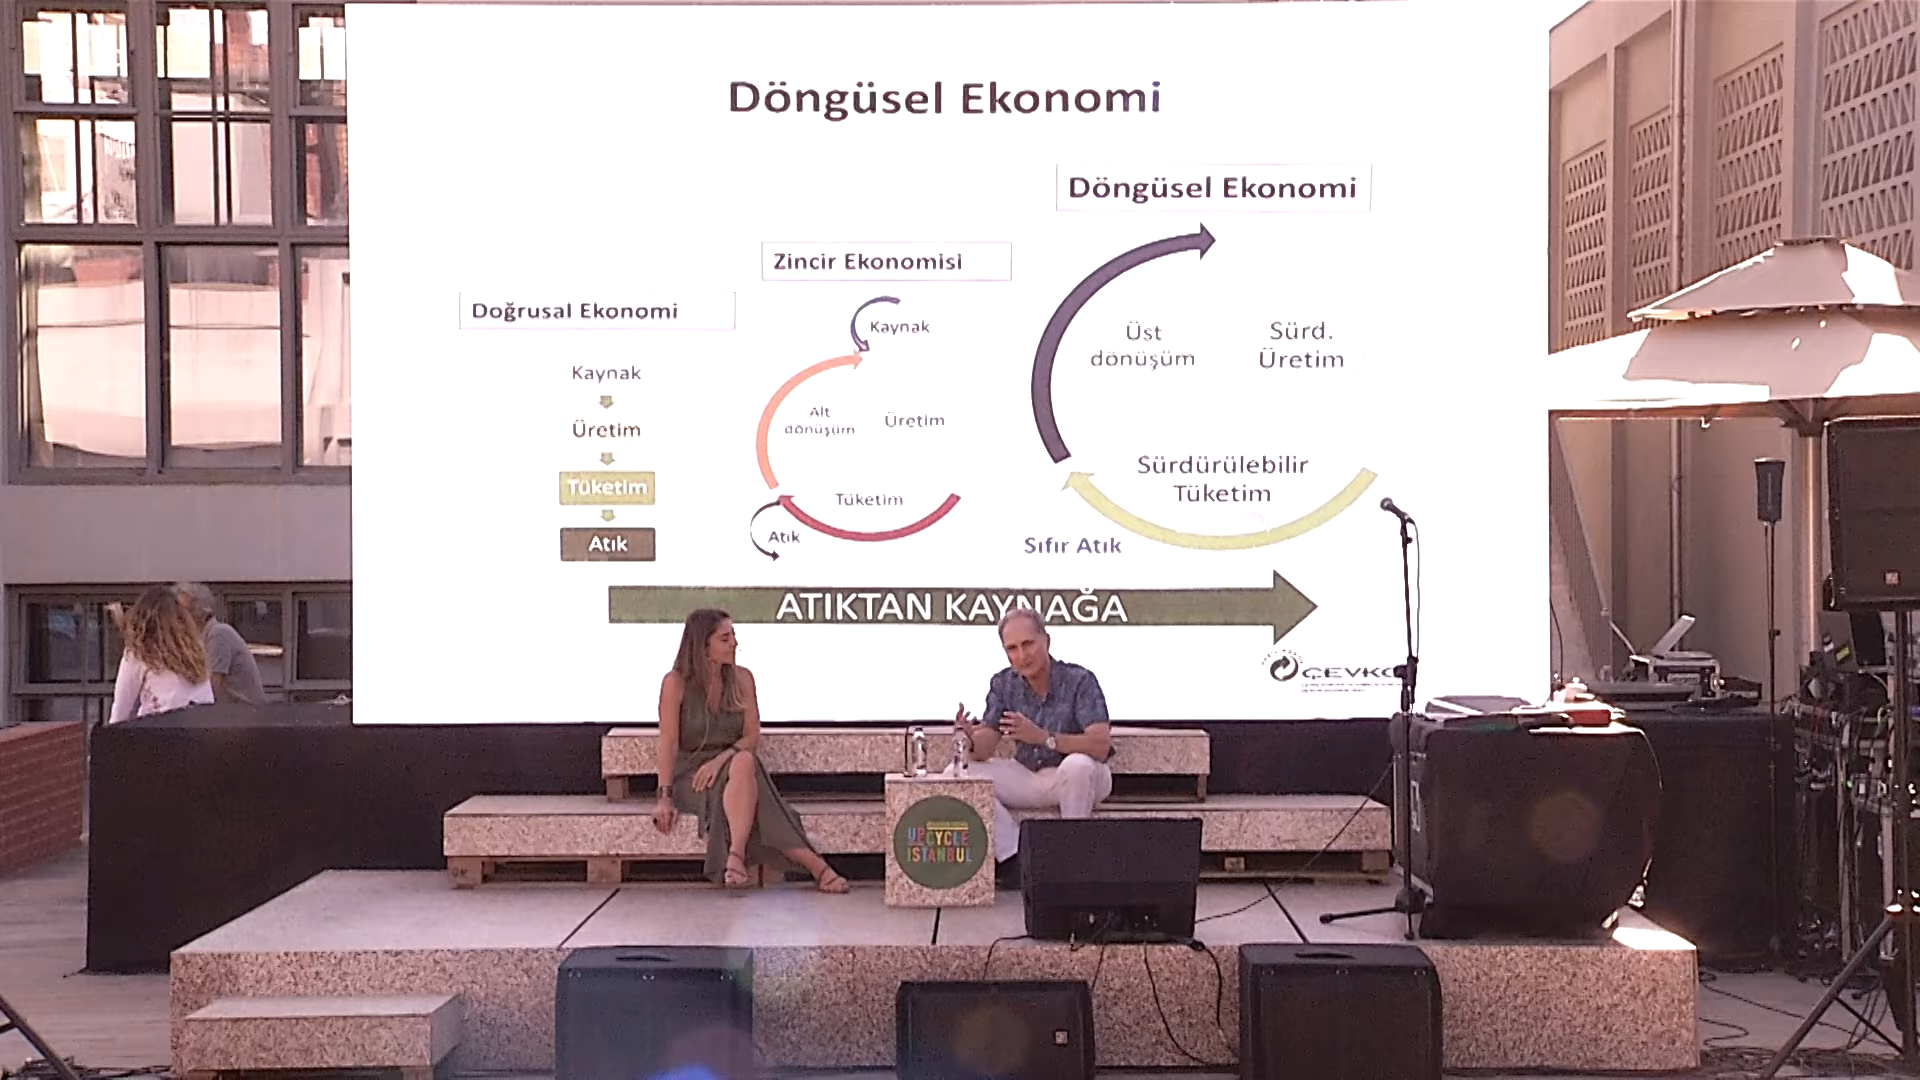 Döngüsel Ekonomi
Döngüsel Ekonomi
Zincir Ekonomisi
Doğrusal Ekonomi
Kaynak
Üretim
Tüketim
Atık
Kaynak
Alt
dönüşüm
Üretim
Tüketim
Atık
Üst
dönüşüm
Sürd.
Üretim
Sürdürülebilir
Tüketim
Sıfır Atık
ATIKTAN KAYNAĞA
UPCYCLE
ISTANBUL